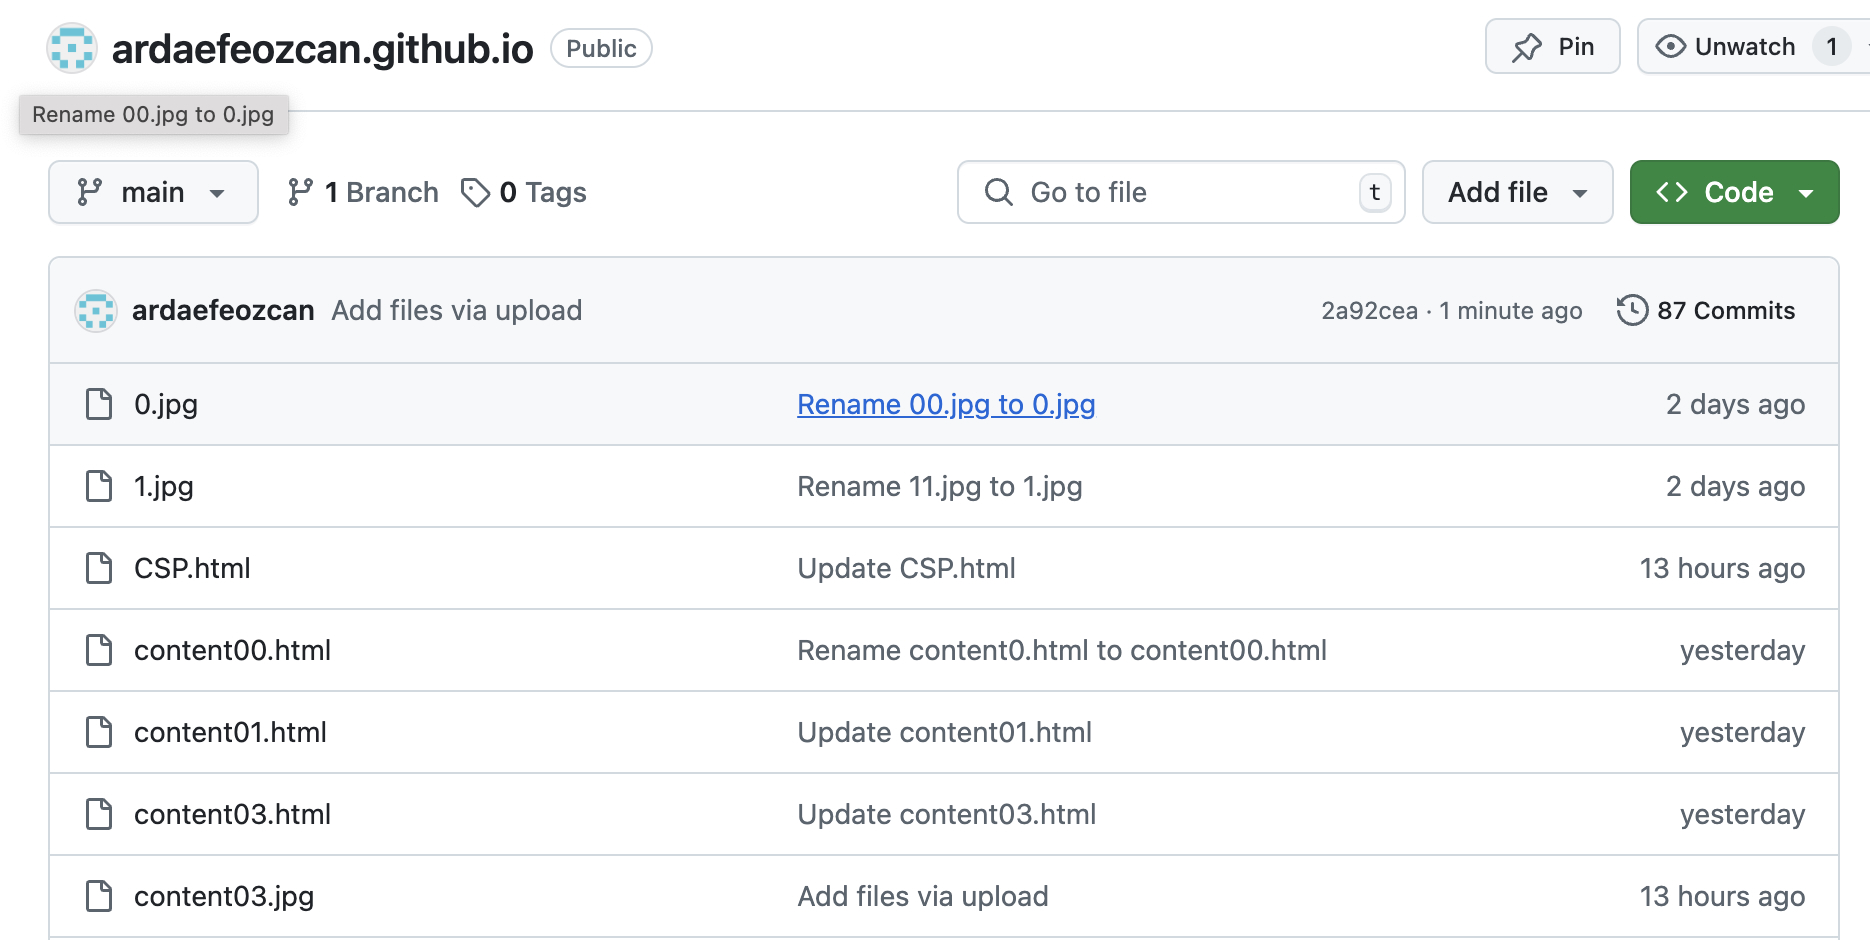 ardaefeozcan.github.io Public Pin Unwatch 1
Rename 00.jpg to 0.jpg
main 1 Branch 0 Tags Go to file t Add file Code
ardaefeozcan Add files via upload 2a92cea · 1 minute ago 87 Commits
0.jpg Rename 00.jpg to 0.jpg 2 days ago
1.jpg Rename 11.jpg to 1.jpg 2 days ago
CSP.html Update CSP.html 13 hours ago
content00.html Rename content0.html to content00.html yesterday
content01.html Update content01.html yesterday
content03.html Update content03.html yesterday
content03.jpg Add files via upload 13 hours ago